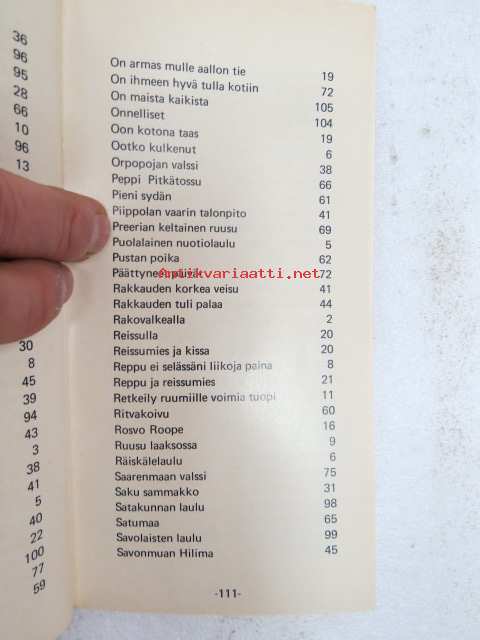 36
96
95
28
66
10
96
13
30
8
45
39
94
43
3
38
41
5
40
22
100
77
59
On armas mulle aallon tie 19
On ihmeen hyvä tulla kotiin 72
On maista kaikista 105
Onnelliset 104
Oon kotona taas 19
Ootko kulkenut 6
Orpopojan valssi 38
Peppi Pitkätossu 66
Pieni sydän 61
Piippolan vaarin talonpito 41
Preerian keltainen ruusu 69
Puolalainen nuotiolaulu 5
Pustan poika 62
Antiikvariaatti.net
72
Rakkauden korkea veisu 41
Rakkauden tuli palaa 44
Rakovalkealla 2
Reissulla 20
Reissumies ja kissa 20
Reppu ei selässäni liikoja paina 8
Reppu ja reissumies 21
Retkeily ruumiille voimia tuopi 11
Ritvakoivu 60
Rosvo Roope 16
Ruusu laaksossa 9
Räiskälelaulu 6
Saarenmaan valssi 75
Saku sammakko 31
Satakunnan laulu 98
Satumaa 65
Savolaisten laulu 99
Savonmuan Hilima 45
-111-